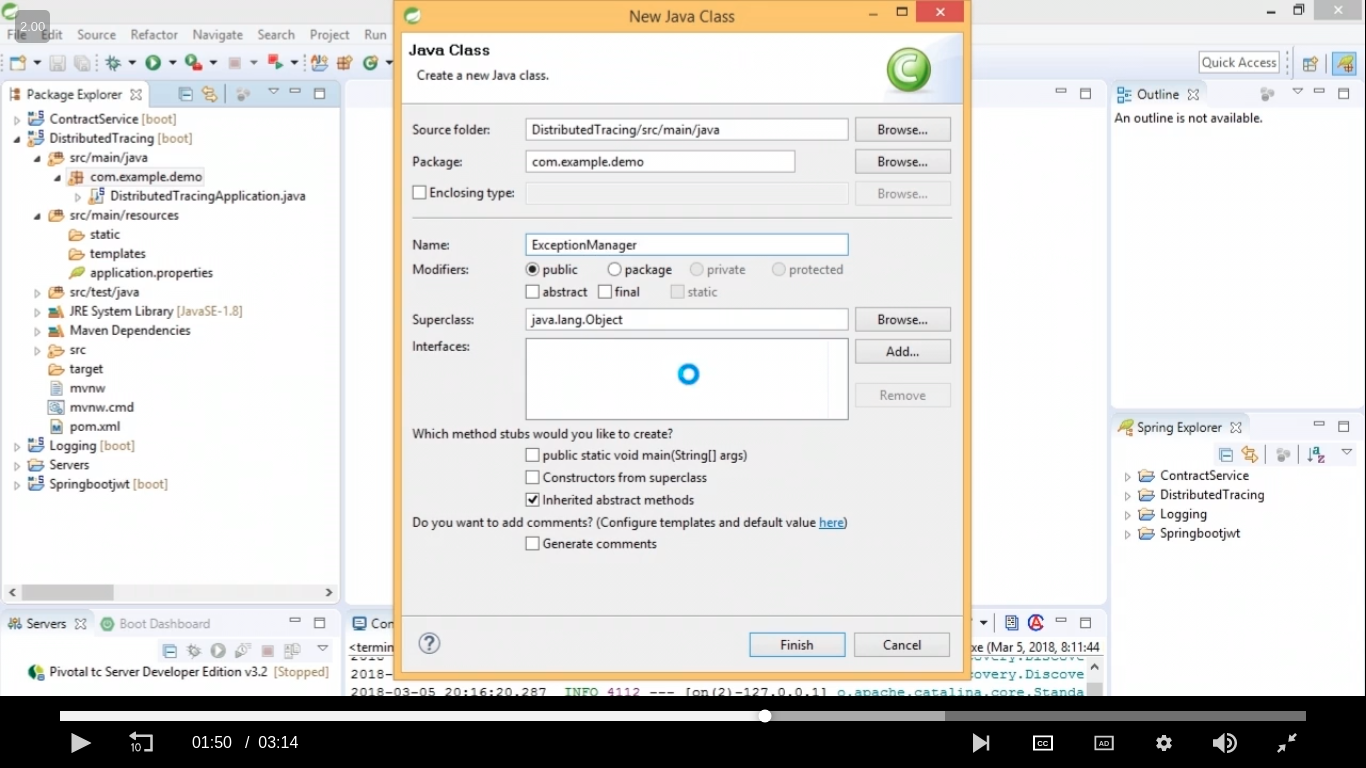 2.00
New Java Class
File Edit Source Refactor Navigate Search Project Run
Quick Access
Package Explorer
ContractService [boot]
DistributedTracing [boot]
src/main/java
com.example.demo
DistributedTracingApplication.java
src/main/resources
static
templates
application.properties
src/test/java
JRE System Library [JavaSE-1.8]
Maven Dependencies
src
target
mvnw
mvnw.cmd
pom.xml
Logging [boot]
Servers
Springbootjwt [boot]
Java Class
Create a new Java class.
Source folder: DistributedTracing/src/main/java Browse...
Package: com.example.demo Browse...
Enclosing type: Browse...
Name: ExceptionManager
Modifiers: public package private protected
abstract final static
Superclass: java.lang.Object Browse...
Interfaces: Add...
Remove
Which method stubs would you like to create?
public static void main(String[] args)
Constructors from superclass
Inherited abstract methods
Do you want to add comments? (Configure templates and default value here)
Generate comments
Finish Cancel
Outline
An outline is not available.
Spring Explorer
ContractService
DistributedTracing
Logging
Springbootjwt
Servers Boot Dashboard
Pivotal tc Server Developer Edition v3.2 [Stopped]
Con
<termin xe (Mar 5, 2018, 8:11:44
2018- overy.Discove
2018- overy.Discove
2018-03-05 20:16:20.287 INFO 4112 --- [on(2)-127.0.0.1] o.apache.catalina.core.Standa
10 01:50 / 03:14 CC AD